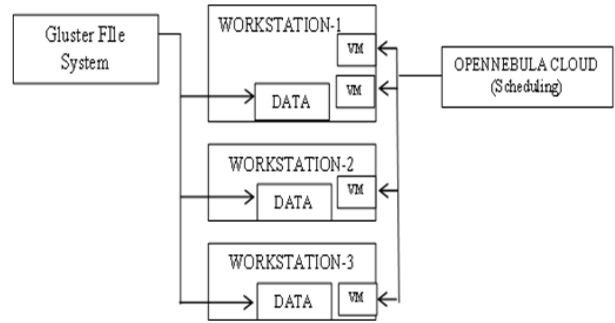 Gluster FIle
System
WORKSTATION-1
VM
VM
DATA
OPENNEBULA CLOUD
(Scheduling)
WORKSTATION-2
VM
DATA
WORKSTATION-3
VM
DATA